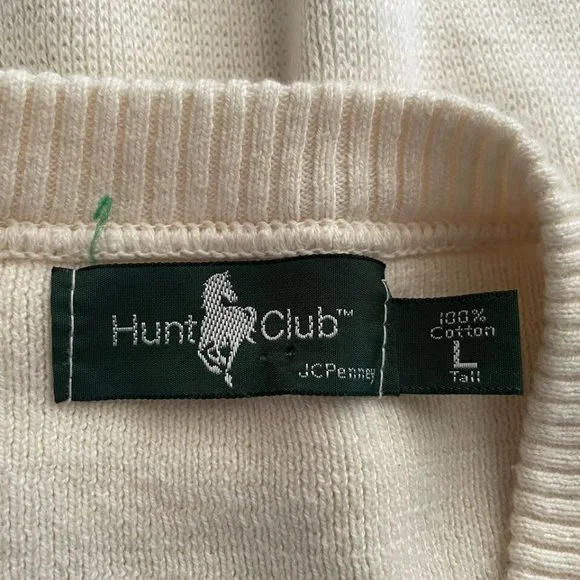 Hunt Club™
JCPenney
100%
Cotton
L
Tall